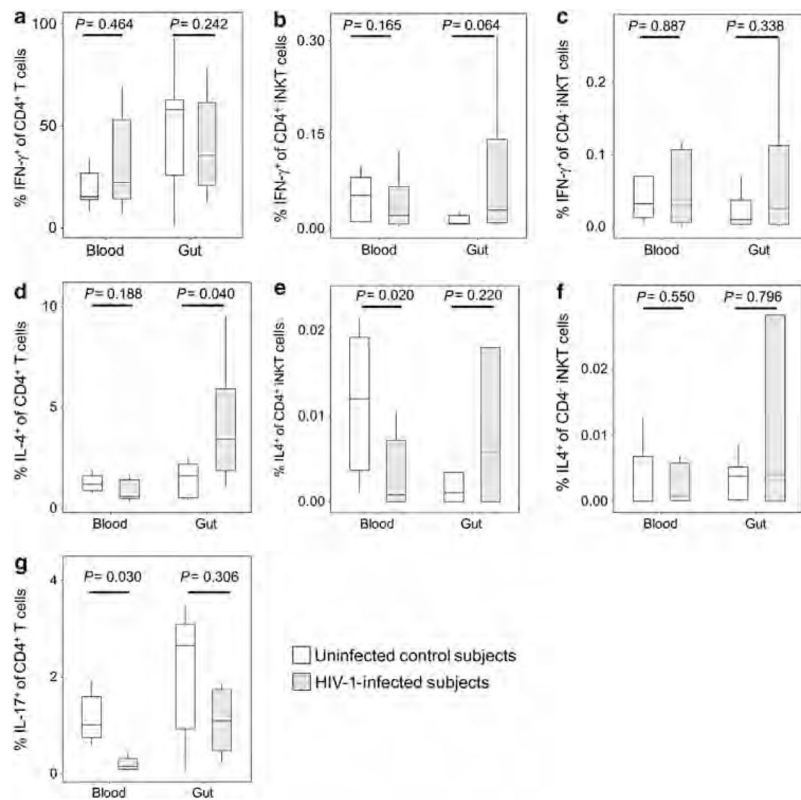 a
P = 0.464 P = 0.242
% IFN-γ⁺ of CD4⁺ T cells
100
50
0
Blood Gut
b
P = 0.165 P = 0.064
% IFN-γ⁺ of CD4⁺ iNKT cells
0.30
0.15
0.00
Blood Gut
c
P = 0.887 P = 0.338
% IFN-γ⁺ of CD4⁻ iNKT cells
0.2
0.1
0.0
Blood Gut
d
P = 0.188 P = 0.040
% IL-4⁺ of CD4⁺ T cells
10
5
0
Blood Gut
e
P = 0.020 P = 0.220
% IL4⁺ of CD4⁺ iNKT cells
0.02
0.01
0.00
Blood Gut
f
P = 0.550 P = 0.796
% IL4⁺ of CD4⁻ iNKT cells
0.02
0.01
0.00
Blood Gut
g
P = 0.030 P = 0.306
% IL-17⁺ of CD4⁺ T cells
4
2
0
Blood Gut
Uninfected control subjects
HIV-1-infected subjects